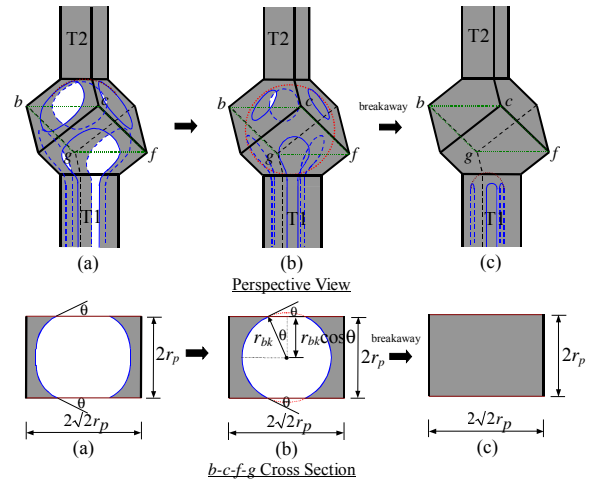 T2
b
c
g
f
T1
(a)
T2
b
c
g
f
T1
(b)
breakaway
T2
b
c
g
f
T1
(c)
Perspective View
θ
θ
2r_p
2√2r_p
(a)
θ
r_bk
θ
r_bk cosθ
θ
2r_p
2√2r_p
(b)
breakaway
2r_p
2√2r_p
(c)
b-c-f-g Cross Section